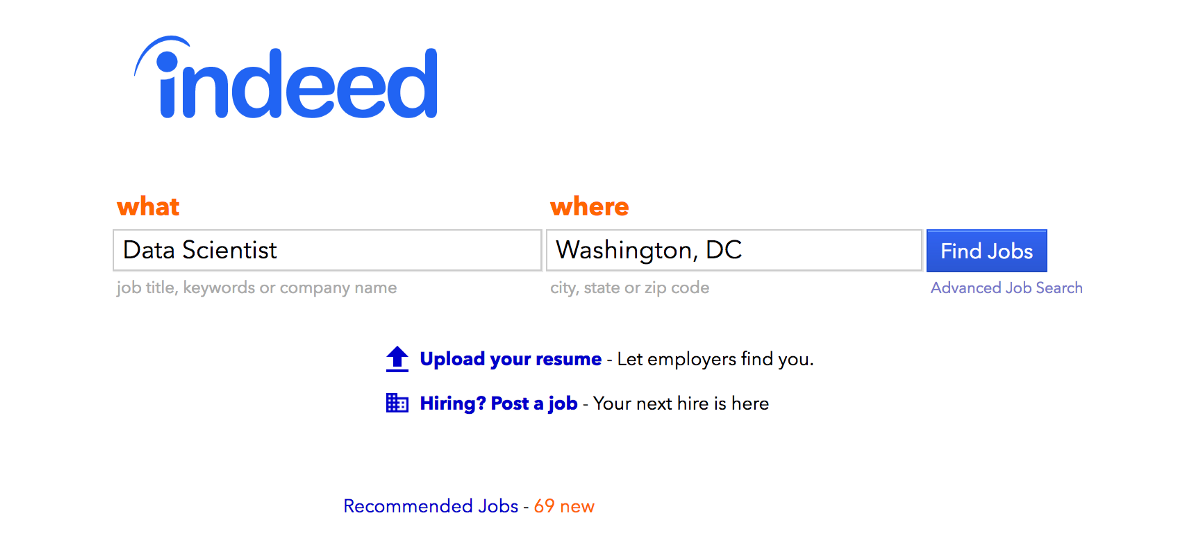 indeed
what where
Data Scientist Washington, DC Find Jobs
job title, keywords or company name city, state or zip code Advanced Job Search
Upload your resume - Let employers find you.
Hiring? Post a job - Your next hire is here
Recommended Jobs - 69 new